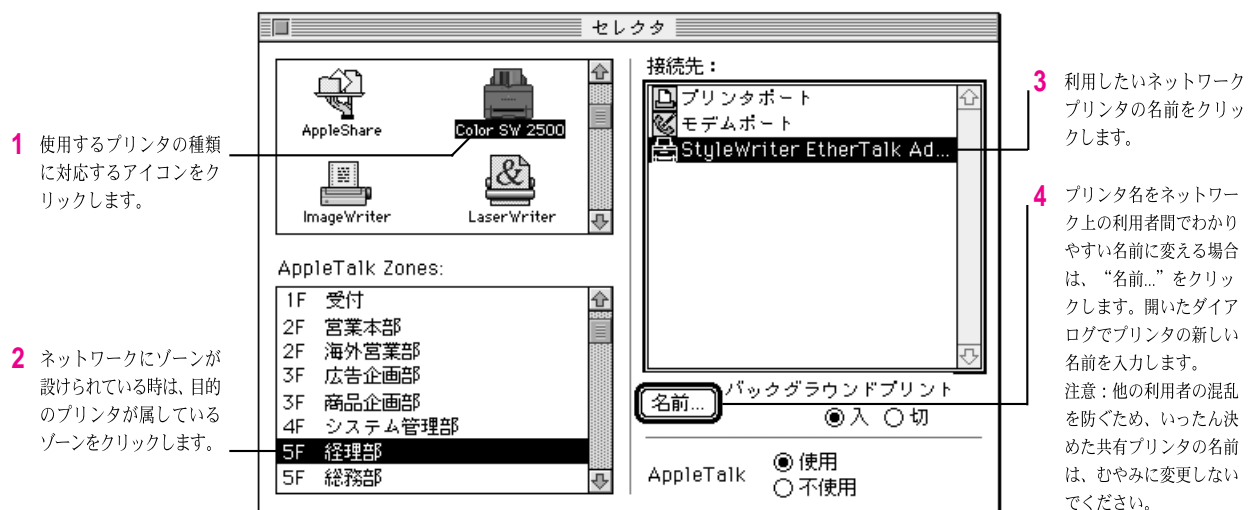 セレクタ
AppleShare
Color SW 2500
ImageWriter
LaserWriter
AppleTalk Zones:
1F 受付
2F 営業本部
2F 海外営業部
3F 広告企画部
3F 商品企画部
4F システム管理部
5F 経理部
5F 総務部
接続先：
プリンタポート
モデムポート
StyleWriter EtherTalk Ad...
名前...
バックグラウンドプリント
入 切
AppleTalk
使用
不使用
1 使用するプリンタの種類
に対応するアイコンをク
リックします。
2 ネットワークにゾーンが
設けられている時は、目的
のプリンタが属している
ゾーンをクリックします。
3 利用したいネットワーク
プリンタの名前をクリッ
クします。
4 プリンタ名をネットワー
ク上の利用者間でわかり
やすい名前に変える場合
は、“名前...”をクリッ
クします。開いたダイア
ログでプリンタの新しい
名前を入力します。
注意：他の利用者の混乱
を防ぐため、いったん決
めた共有プリンタの名前
は、むやみに変更しない
でください。